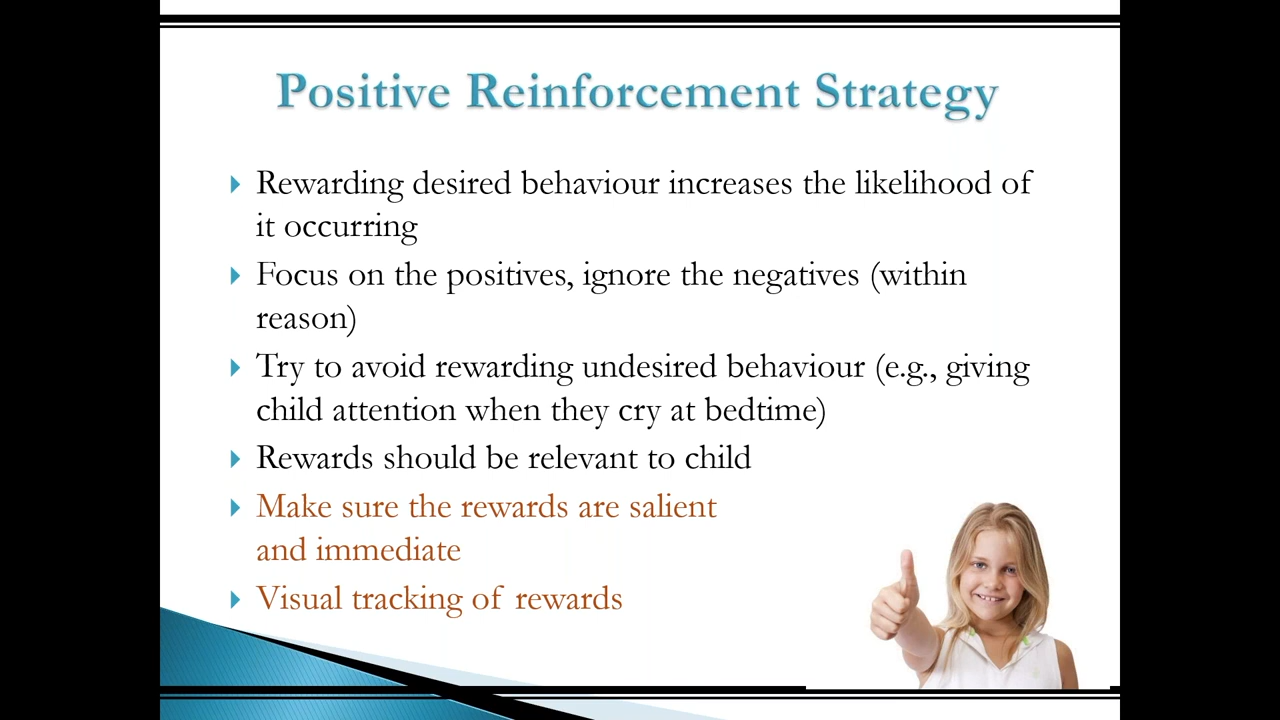 Positive Reinforcement Strategy
Rewarding desired behaviour increases the likelihood of
it occurring
Focus on the positives, ignore the negatives (within
reason)
Try to avoid rewarding undesired behaviour (e.g., giving
child attention when they cry at bedtime)
Rewards should be relevant to child
Make sure the rewards are salient
and immediate
Visual tracking of rewards